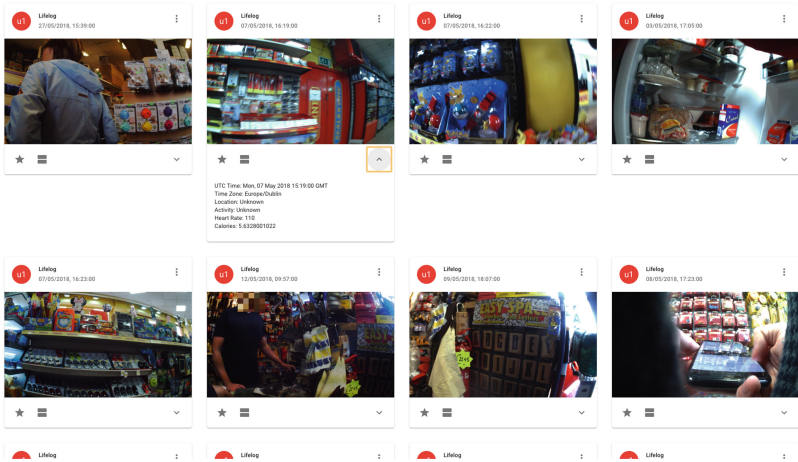 u1
Lifelog
27/05/2018, 15:39:00
u1
Lifelog
07/05/2018, 16:19:00
u1
Lifelog
07/05/2018, 16:22:00
u1
Lifelog
03/05/2018, 17:05:00
UTC Time: Mon, 07 May 2018 15:19:00 GMT
Time Zone: Europe/Dublin
Location: Unknown
Activity: Unknown
Heart Rate: 110
Calories: 5.6328001022
u1
Lifelog
07/05/2018, 16:23:00
u1
Lifelog
12/05/2018, 09:57:00
u1
Lifelog
09/05/2018, 18:07:00
u1
Lifelog
08/05/2018, 17:23:00
u1
Lifelog
u1
Lifelog
u1
Lifelog
u1
Lifelog